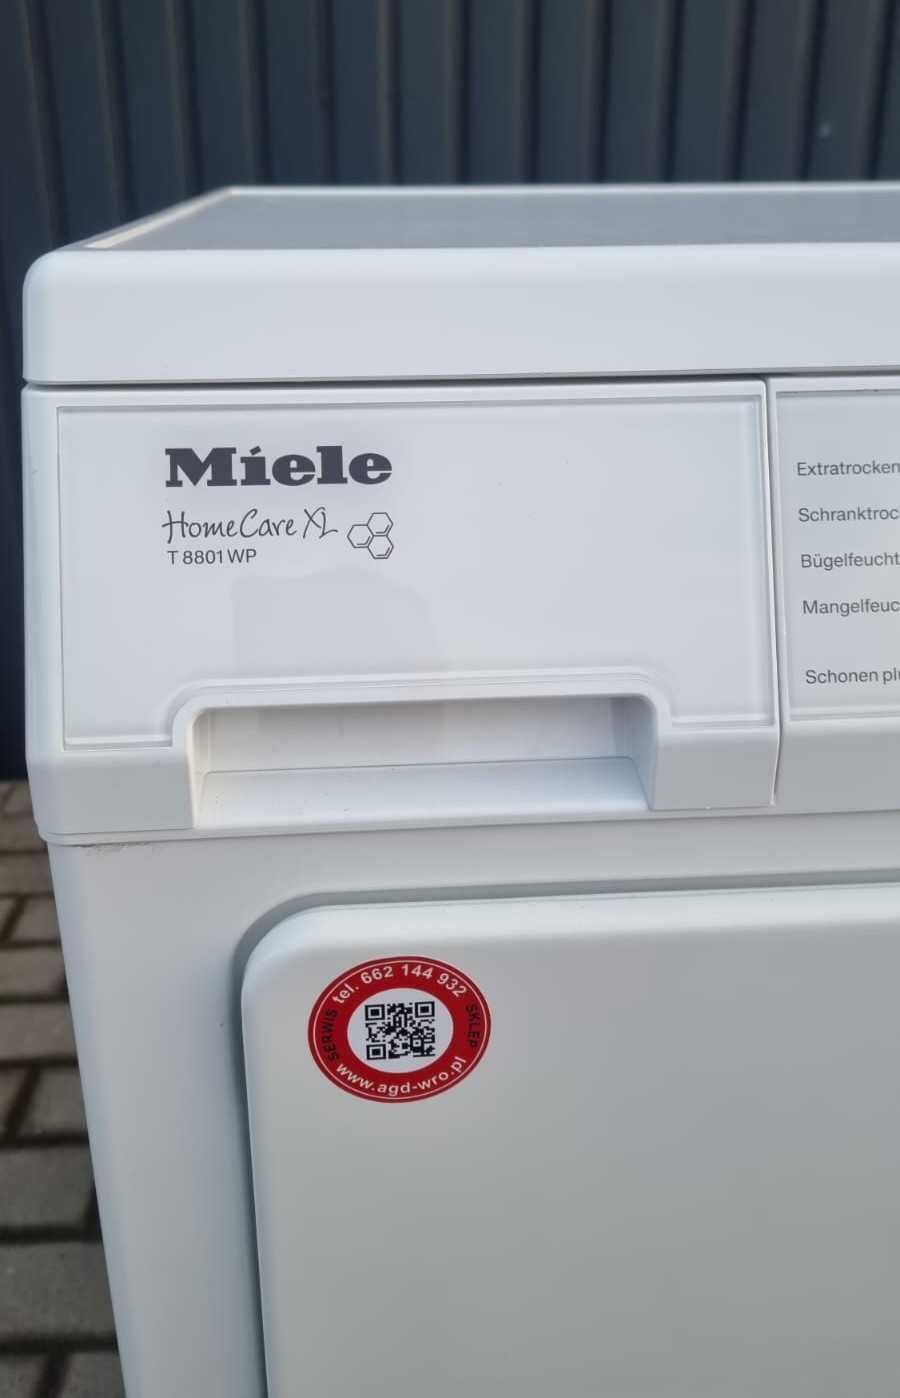 Miele
HomeCare XL
T 8801 WP
Extratrocken
Schranktroc
Bügelfeucht
Mangelfeuc
Schonen pl
tel. 662 144 932
SERWIS
SKLEP
www.agd-wro.pl